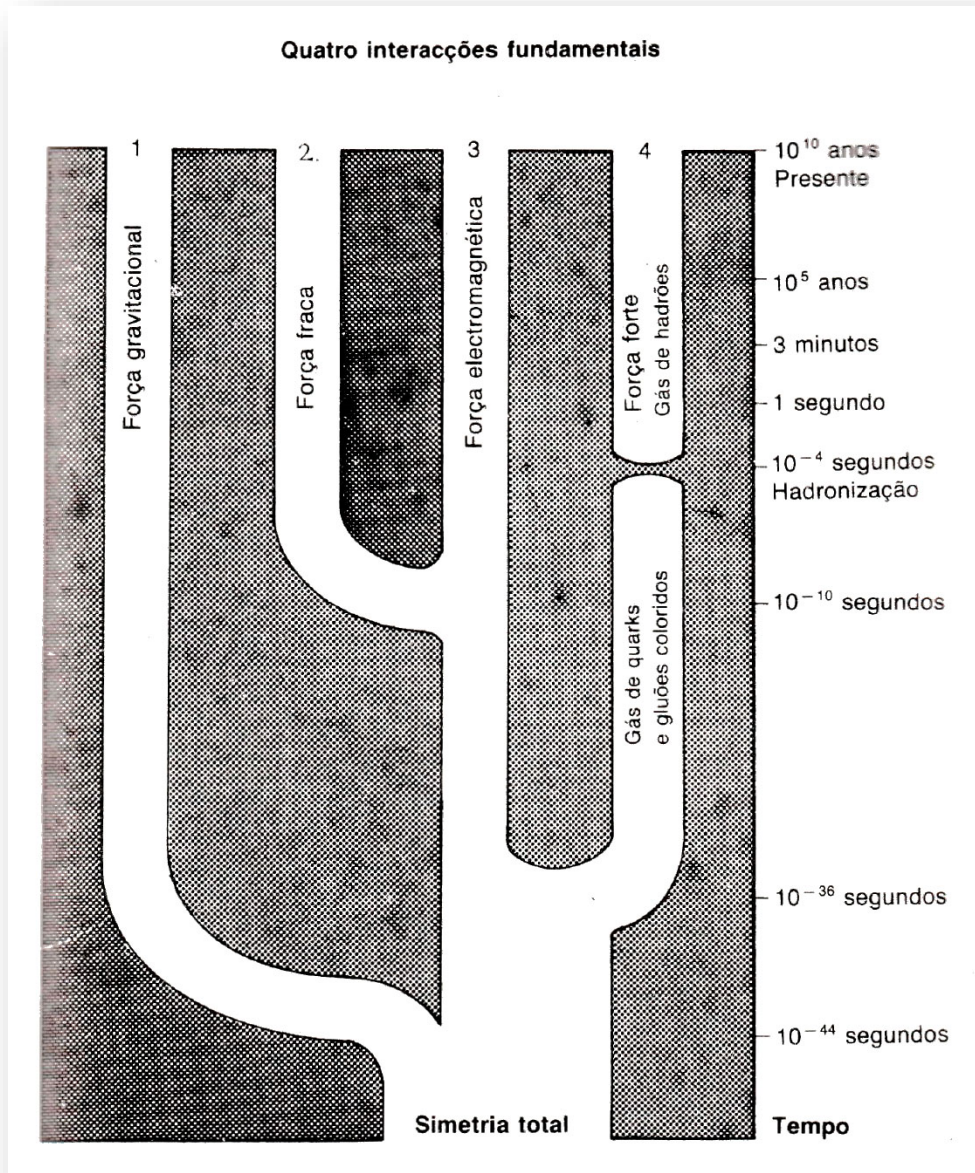 Quatro interacções fundamentais
1
2.
3
4
Força gravitacional
Força fraca
Força electromagnética
Força forte
Gás de hadrões
Gás de quarks
e gluões coloridos
10¹⁰ anos
Presente
10⁵ anos
3 minutos
1 segundo
10⁻⁴ segundos
Hadronização
10⁻¹⁰ segundos
10⁻³⁶ segundos
10⁻⁴⁴ segundos
Simetria total
Tempo